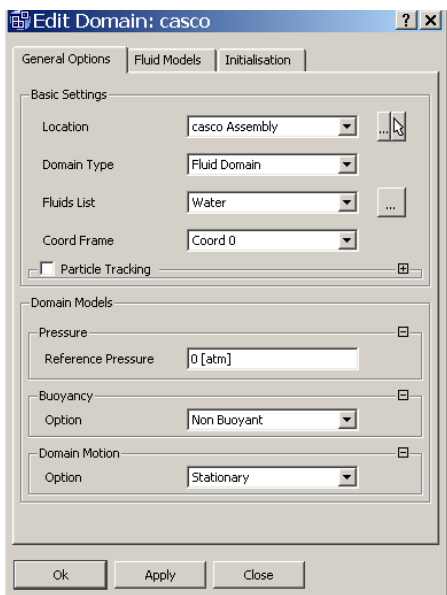 Edit Domain: casco
? x
General Options Fluid Models Initialisation
Basic Settings
Location casco Assembly ...
Domain Type Fluid Domain
Fluids List Water ...
Coord Frame Coord 0
Particle Tracking
Domain Models
Pressure
Reference Pressure 0 [atm]
Buoyancy
Option Non Buoyant
Domain Motion
Option Stationary
Ok Apply Close